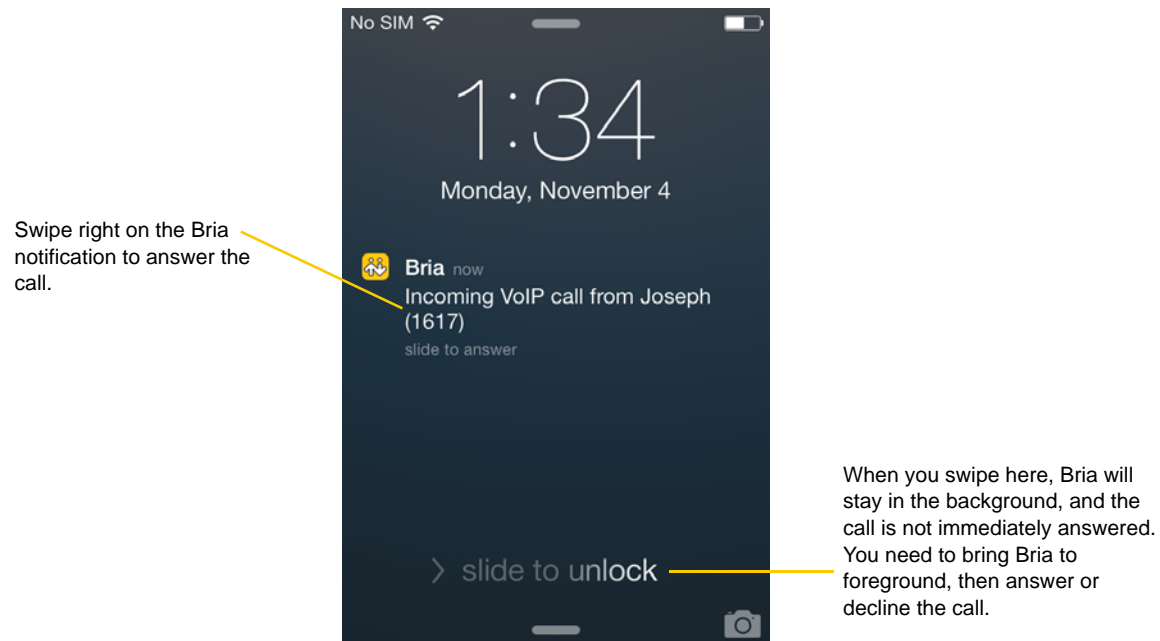 No SIM
1:34
Monday, November 4
Swipe right on the Bria
notification to answer the
call.
Bria now
Incoming VoIP call from Joseph
(1617)
slide to answer
When you swipe here, Bria will
stay in the background, and the
call is not immediately answered.
You need to bring Bria to
foreground, then answer or
decline the call.
> slide to unlock